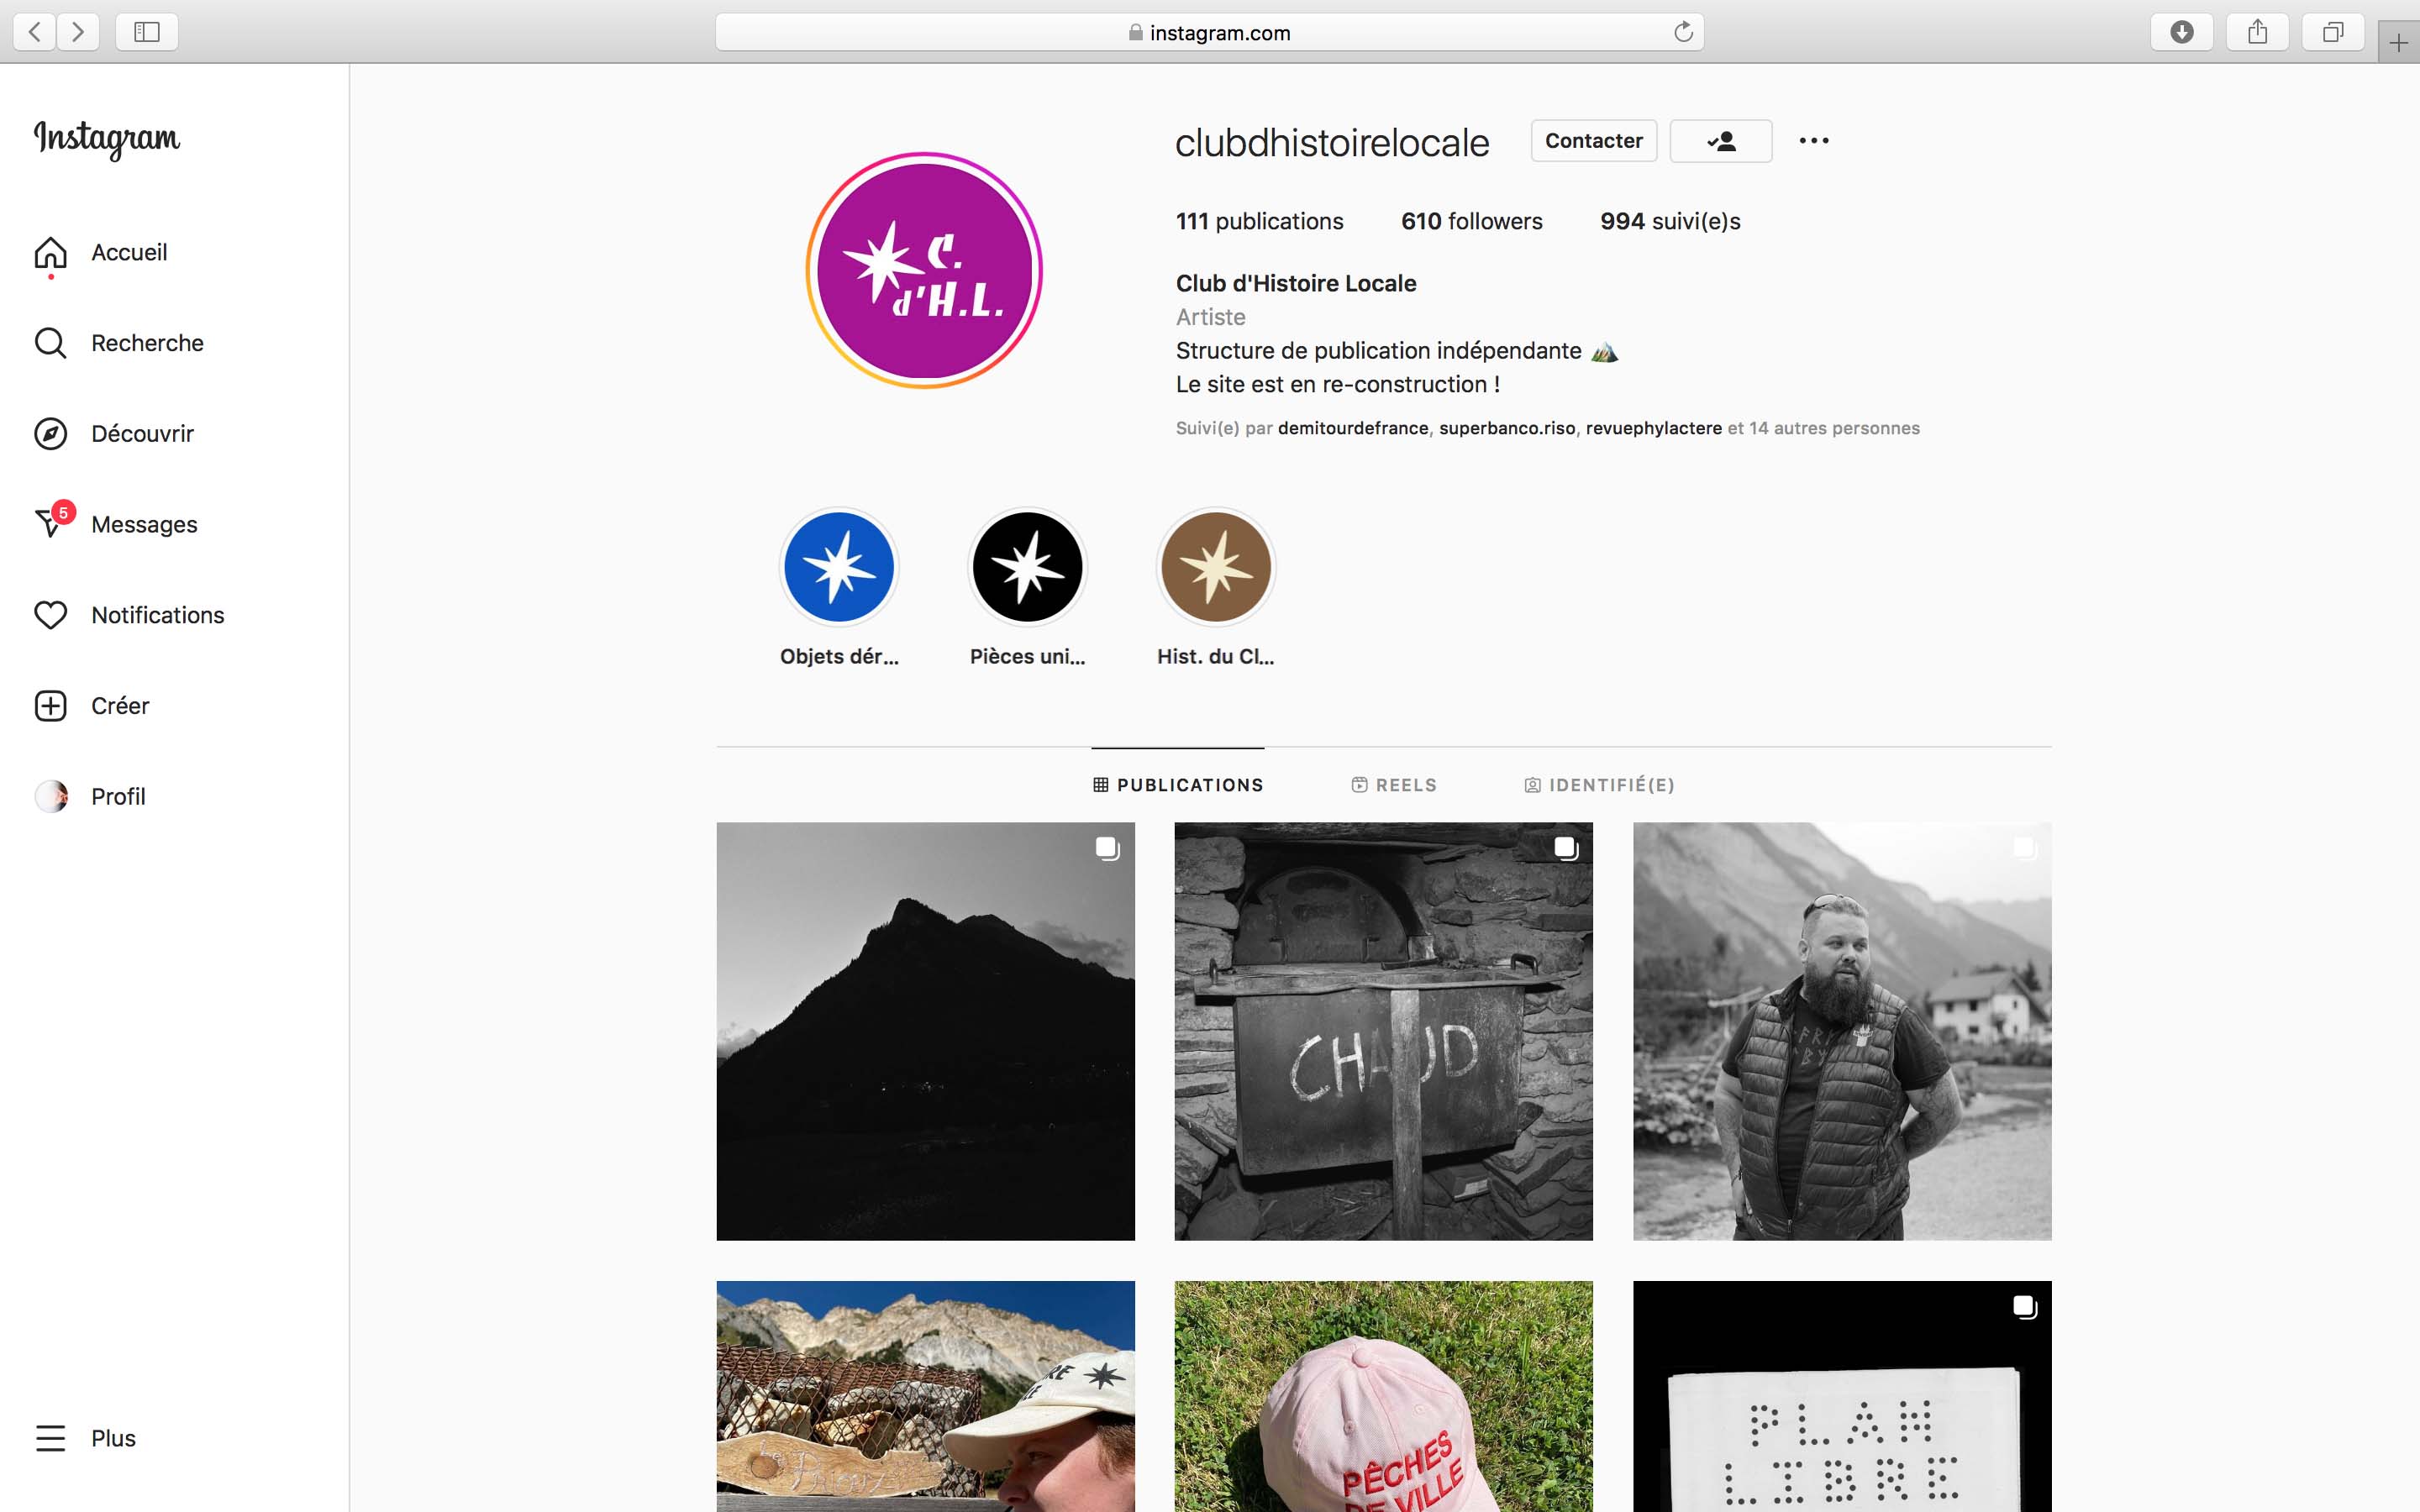 instagram.com
Instagram
Accueil
Recherche
Découvrir
5
Messages
Notifications
Créer
Profil
Plus
C.
d'H.L.
clubdhistoirelocale
Contacter
111 publications 610 followers 994 suivi(e)s
Club d'Histoire Locale
Artiste
Structure de publication indépendante ⛰️
Le site est en re-construction !
Suivi(e) par demitourdefrance, superbanco.riso, revuephylactere et 14 autres personnes
Objets dér... Pièces uni... Hist. du Cl...
PUBLICATIONS REELS IDENTIFIÉ(E)
CHAUD
PÊCHES
DE VILLE
PLAN
LIBRE